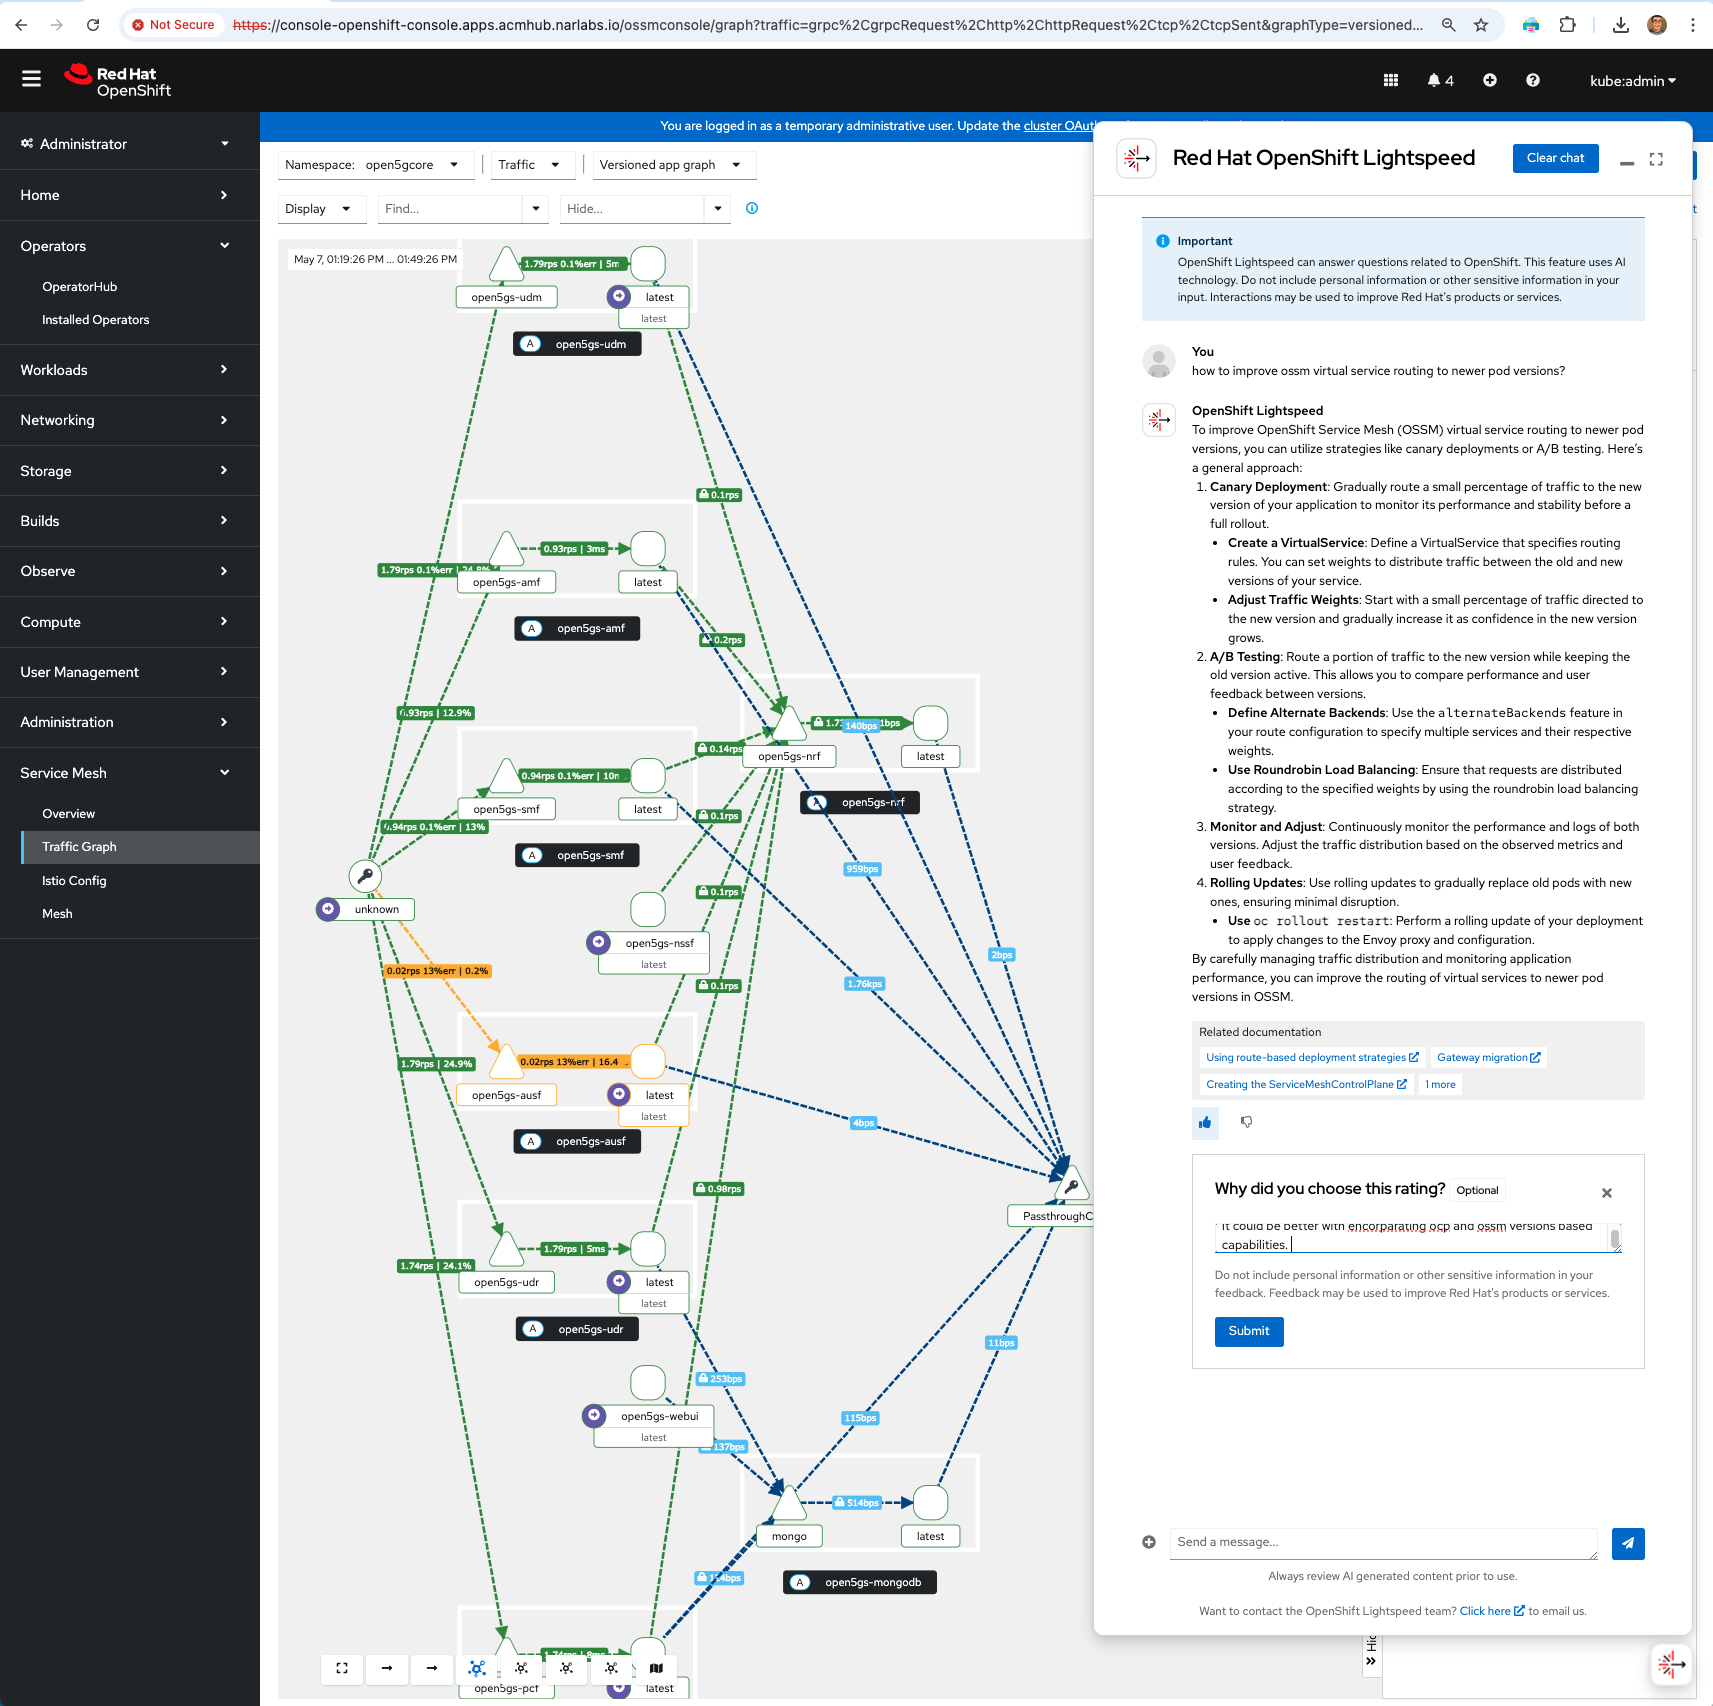 Not Secure
https://console-openshift-console.apps.acmhub.narlabs.io/ossmconsole/graph?traffic=grpc%2CgrpcRequest%2Chttp%2ChttpRequest%2Ctcp%2CtcpSent&graphType=versioned...
Red Hat
OpenShift
4
kube:admin
You are logged in as a temporary administrative user. Update the cluster OAut
Administrator
Home
Operators
OperatorHub
Installed Operators
Workloads
Networking
Storage
Builds
Observe
Compute
User Management
Administration
Service Mesh
Overview
Traffic Graph
Istio Config
Mesh
Namespace: open5gcore
Traffic
Versioned app graph
Display
Find...
Hide...
May 7, 01:19:26 PM ... 01:49:26 PM
1.79rps 0.1%err | 5m
open5gs-udm
latest
latest
A open5gs-udm
0.1rps
0.93rps | 3ms
1.79rps 0.1%err | 24.8%
open5gs-amf
latest
A open5gs-amf
0.2rps
0.93rps | 12.9%
140bps
0.14rps
open5gs-nrf
latest
A open5gs-nrf
0.94rps 0.1%err | 10m
open5gs-smf
latest
0.1rps
0.94rps 0.1%err | 13%
A open5gs-smf
959bps
0.1rps
unknown
open5gs-nssf
latest
2bps
0.02rps 13%err | 0.2%
1.76kps
0.1rps
1.79rps | 24.9%
0.02rps 13%err | 16.4
open5gs-ausf
latest
latest
4bps
A open5gs-ausf
0.98rps
PassthroughC
1.79rps | 5ms
1.74rps | 24.1%
open5gs-udr
latest
latest
A open5gs-udr
11bps
253bps
open5gs-webui
latest
115bps
137bps
514bps
mongo
latest
A open5gs-mongodb
open5gs-pcf
latest
Red Hat OpenShift Lightspeed
Clear chat
Important
OpenShift Lightspeed can answer questions related to OpenShift. This feature uses AI
technology. Do not include personal information or other sensitive information in your
input. Interactions may be used to improve Red Hat's products or services.
You
how to improve ossm virtual service routing to newer pod versions?
OpenShift Lightspeed
To improve OpenShift Service Mesh (OSSM) virtual service routing to newer pod
versions, you can utilize strategies like canary deployments or A/B testing. Here's
a general approach:
1. Canary Deployment: Gradually route a small percentage of traffic to the new
version of your application to monitor its performance and stability before a
full rollout.
• Create a VirtualService: Define a VirtualService that specifies routing
rules. You can set weights to distribute traffic between the old and new
versions of your service.
• Adjust Traffic Weights: Start with a small percentage of traffic directed to
the new version and gradually increase it as confidence in the new version
grows.
2. A/B Testing: Route a portion of traffic to the new version while keeping the
old version active. This allows you to compare performance and user
feedback between versions.
• Define Alternate Backends: Use the alternateBackends feature in
your route configuration to specify multiple services and their respective
weights.
• Use Roundrobin Load Balancing: Ensure that requests are distributed
according to the specified weights by using the roundrobin load balancing
strategy.
3. Monitor and Adjust: Continuously monitor the performance and logs of both
versions. Adjust the traffic distribution based on the observed metrics and
user feedback.
4. Rolling Updates: Use rolling updates to gradually replace old pods with new
ones, ensuring minimal disruption.
• Use oc rollout restart: Perform a rolling update of your deployment
to apply changes to the Envoy proxy and configuration.
By carefully managing traffic distribution and monitoring application
performance, you can improve the routing of virtual services to newer pod
versions in OSSM.
Related documentation
Using route-based deployment strategies
Gateway migration
Creating the ServiceMeshControlPlane
1 more
Why did you choose this rating? Optional
It could be better with encorparating ocp and ossm versions based
capabilities.
Do not include personal information or other sensitive information in your
feedback. Feedback may be used to improve Red Hat's products or services.
Submit
Send a message...
Always review AI generated content prior to use.
Want to contact the OpenShift Lightspeed team? Click here to email us.